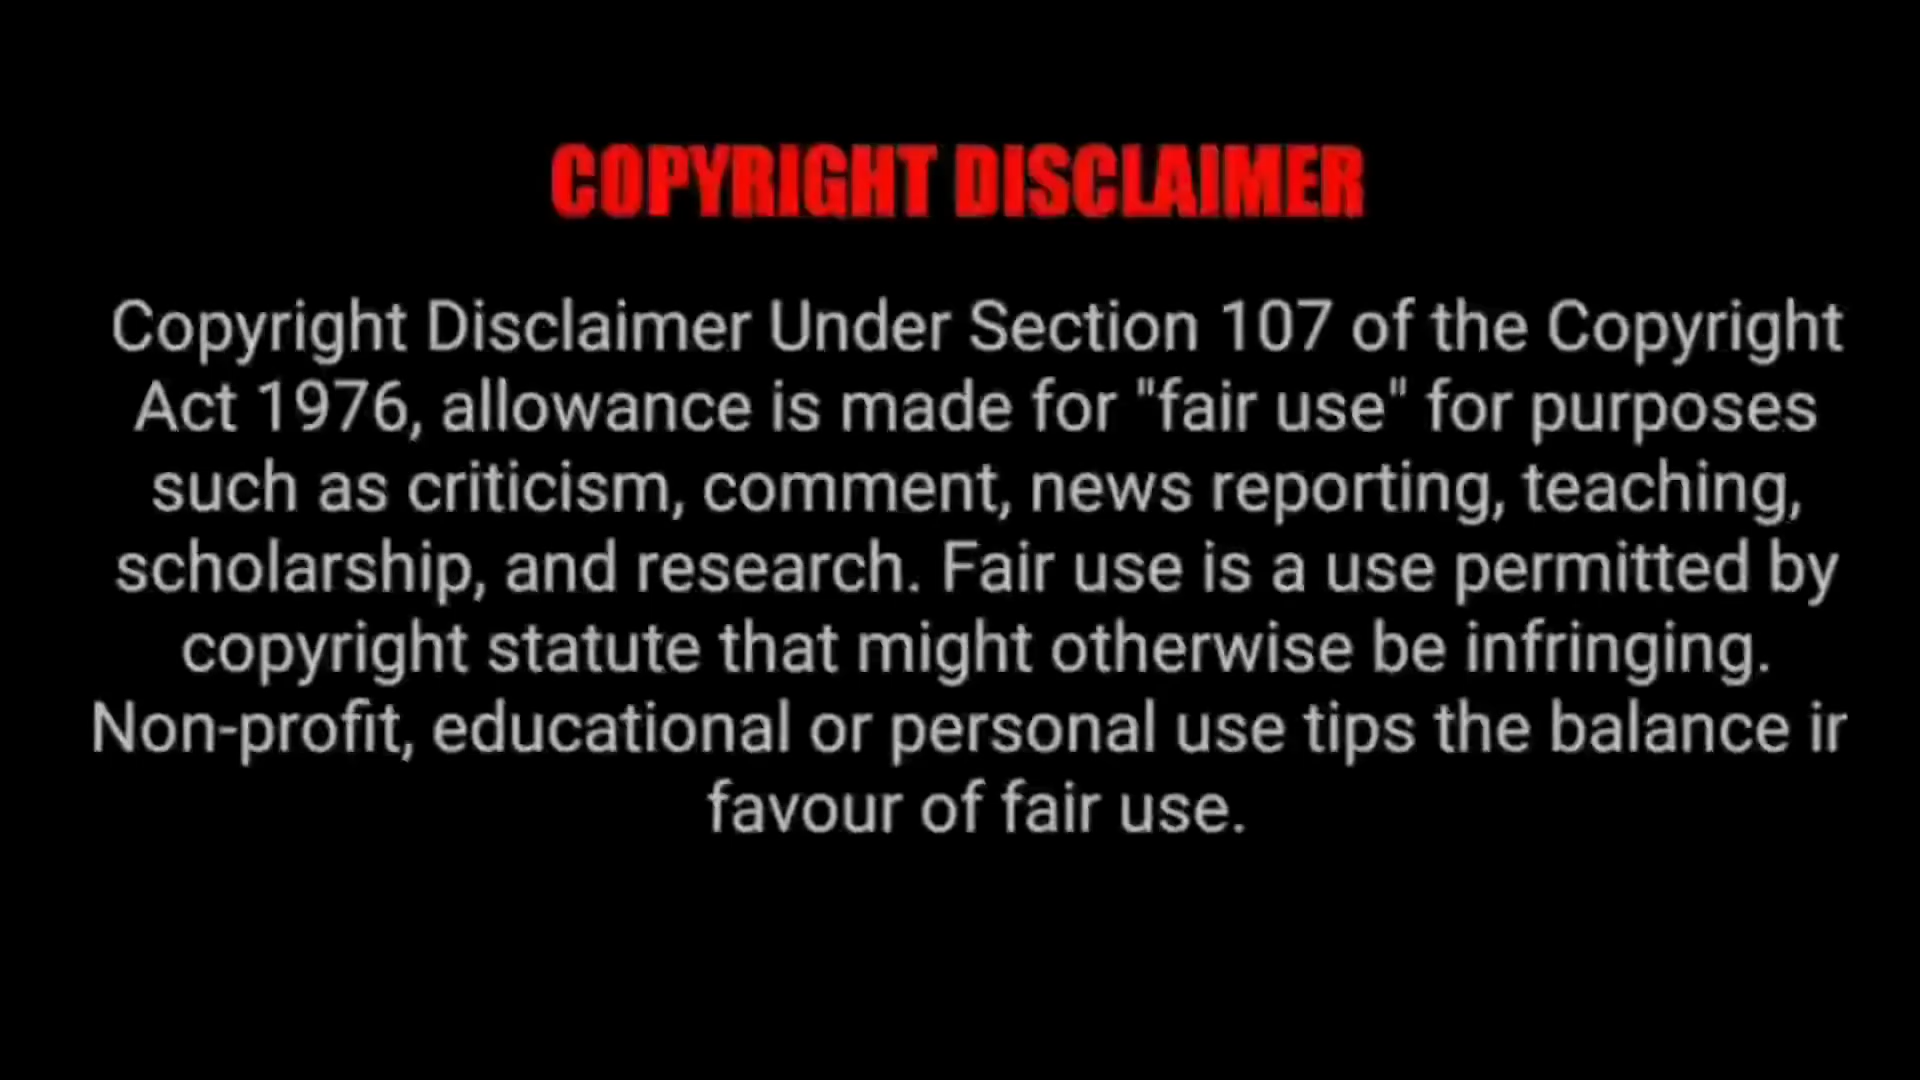 COPYRIGHT DISCLAIMER
Copyright Disclaimer Under Section 107 of the Copyright
Act 1976, allowance is made for "fair use" for purposes
such as criticism, comment, news reporting, teaching,
scholarship, and research. Fair use is a use permitted by
copyright statute that might otherwise be infringing.
Non-profit, educational or personal use tips the balance ir
favour of fair use.